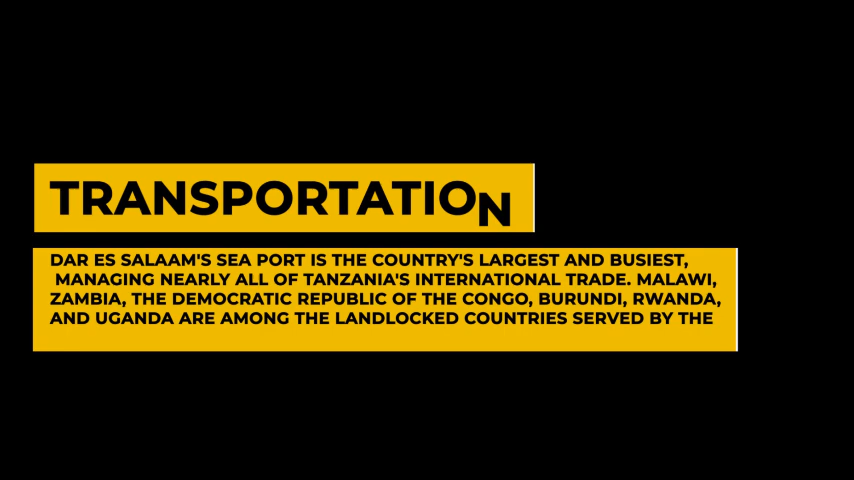 TRANSPORTATION
DAR ES SALAAM'S SEA PORT IS THE COUNTRY'S LARGEST AND BUSIEST,
MANAGING NEARLY ALL OF TANZANIA'S INTERNATIONAL TRADE. MALAWI,
ZAMBIA, THE DEMOCRATIC REPUBLIC OF THE CONGO, BURUNDI, RWANDA,
AND UGANDA ARE AMONG THE LANDLOCKED COUNTRIES SERVED BY THE